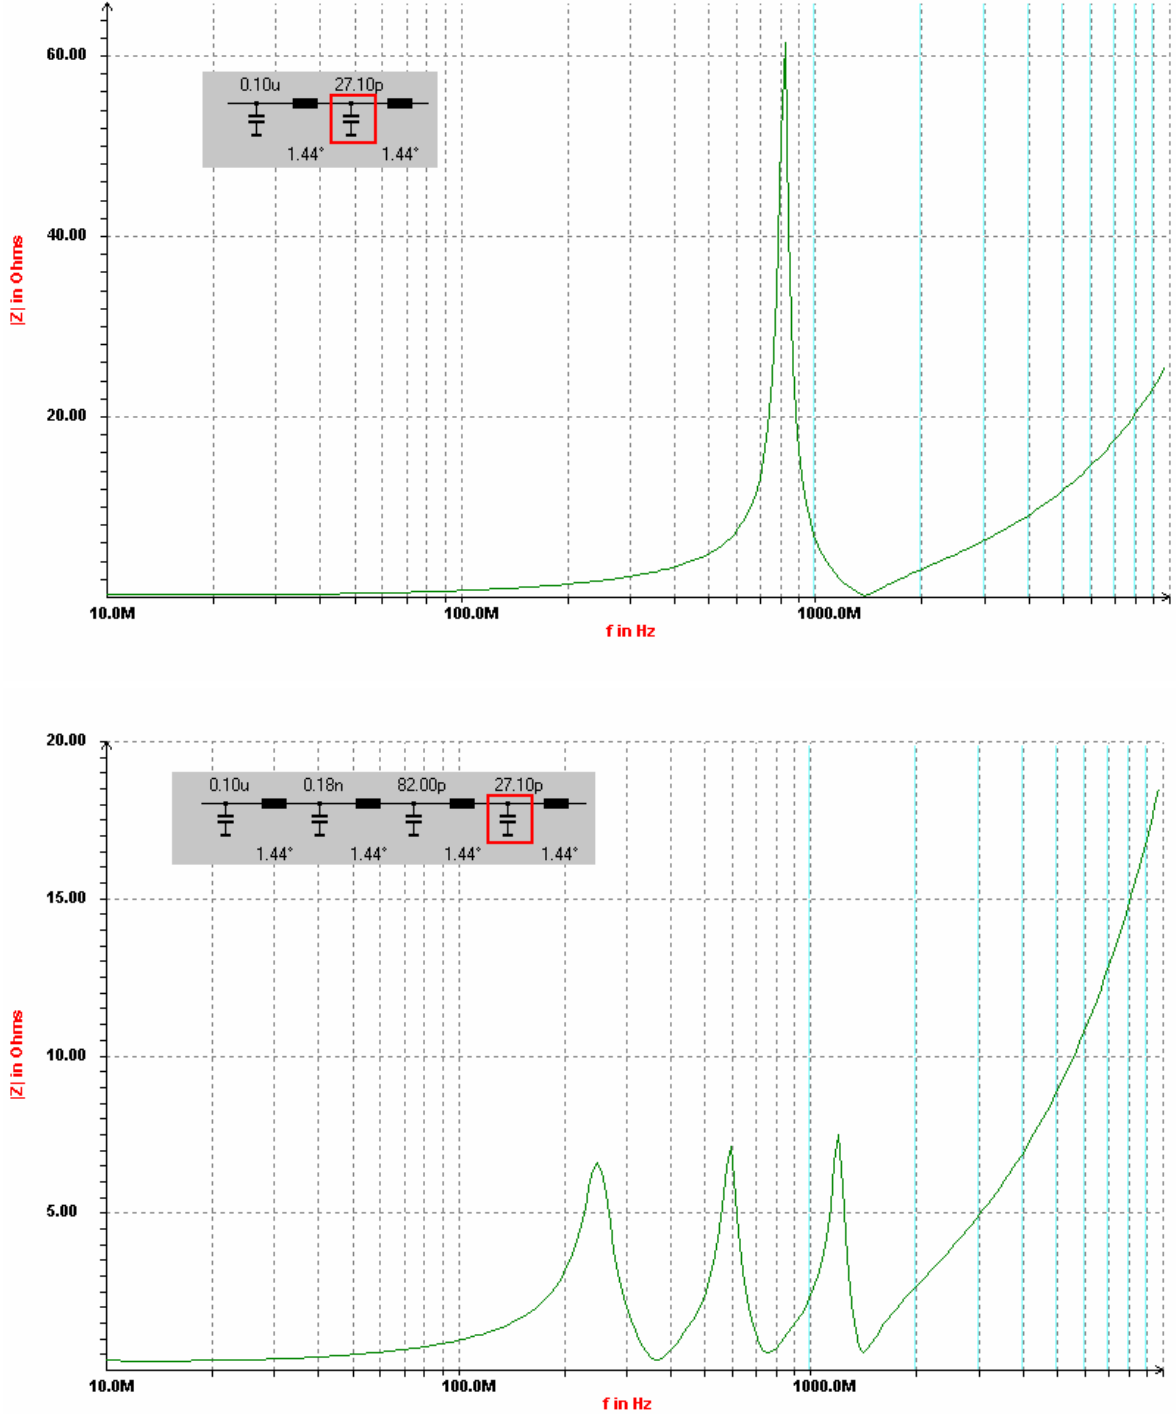 60.00
0.10u 27.10p
1.44° 1.44°
40.00
|Z| in Ohms
20.00
10.0M 100.0M 1000.0M
f in Hz
20.00
0.10u 0.18n 82.00p 27.10p
1.44° 1.44° 1.44° 1.44°
15.00
|Z| in Ohms
10.00
5.00
10.0M 100.0M 1000.0M
f in Hz